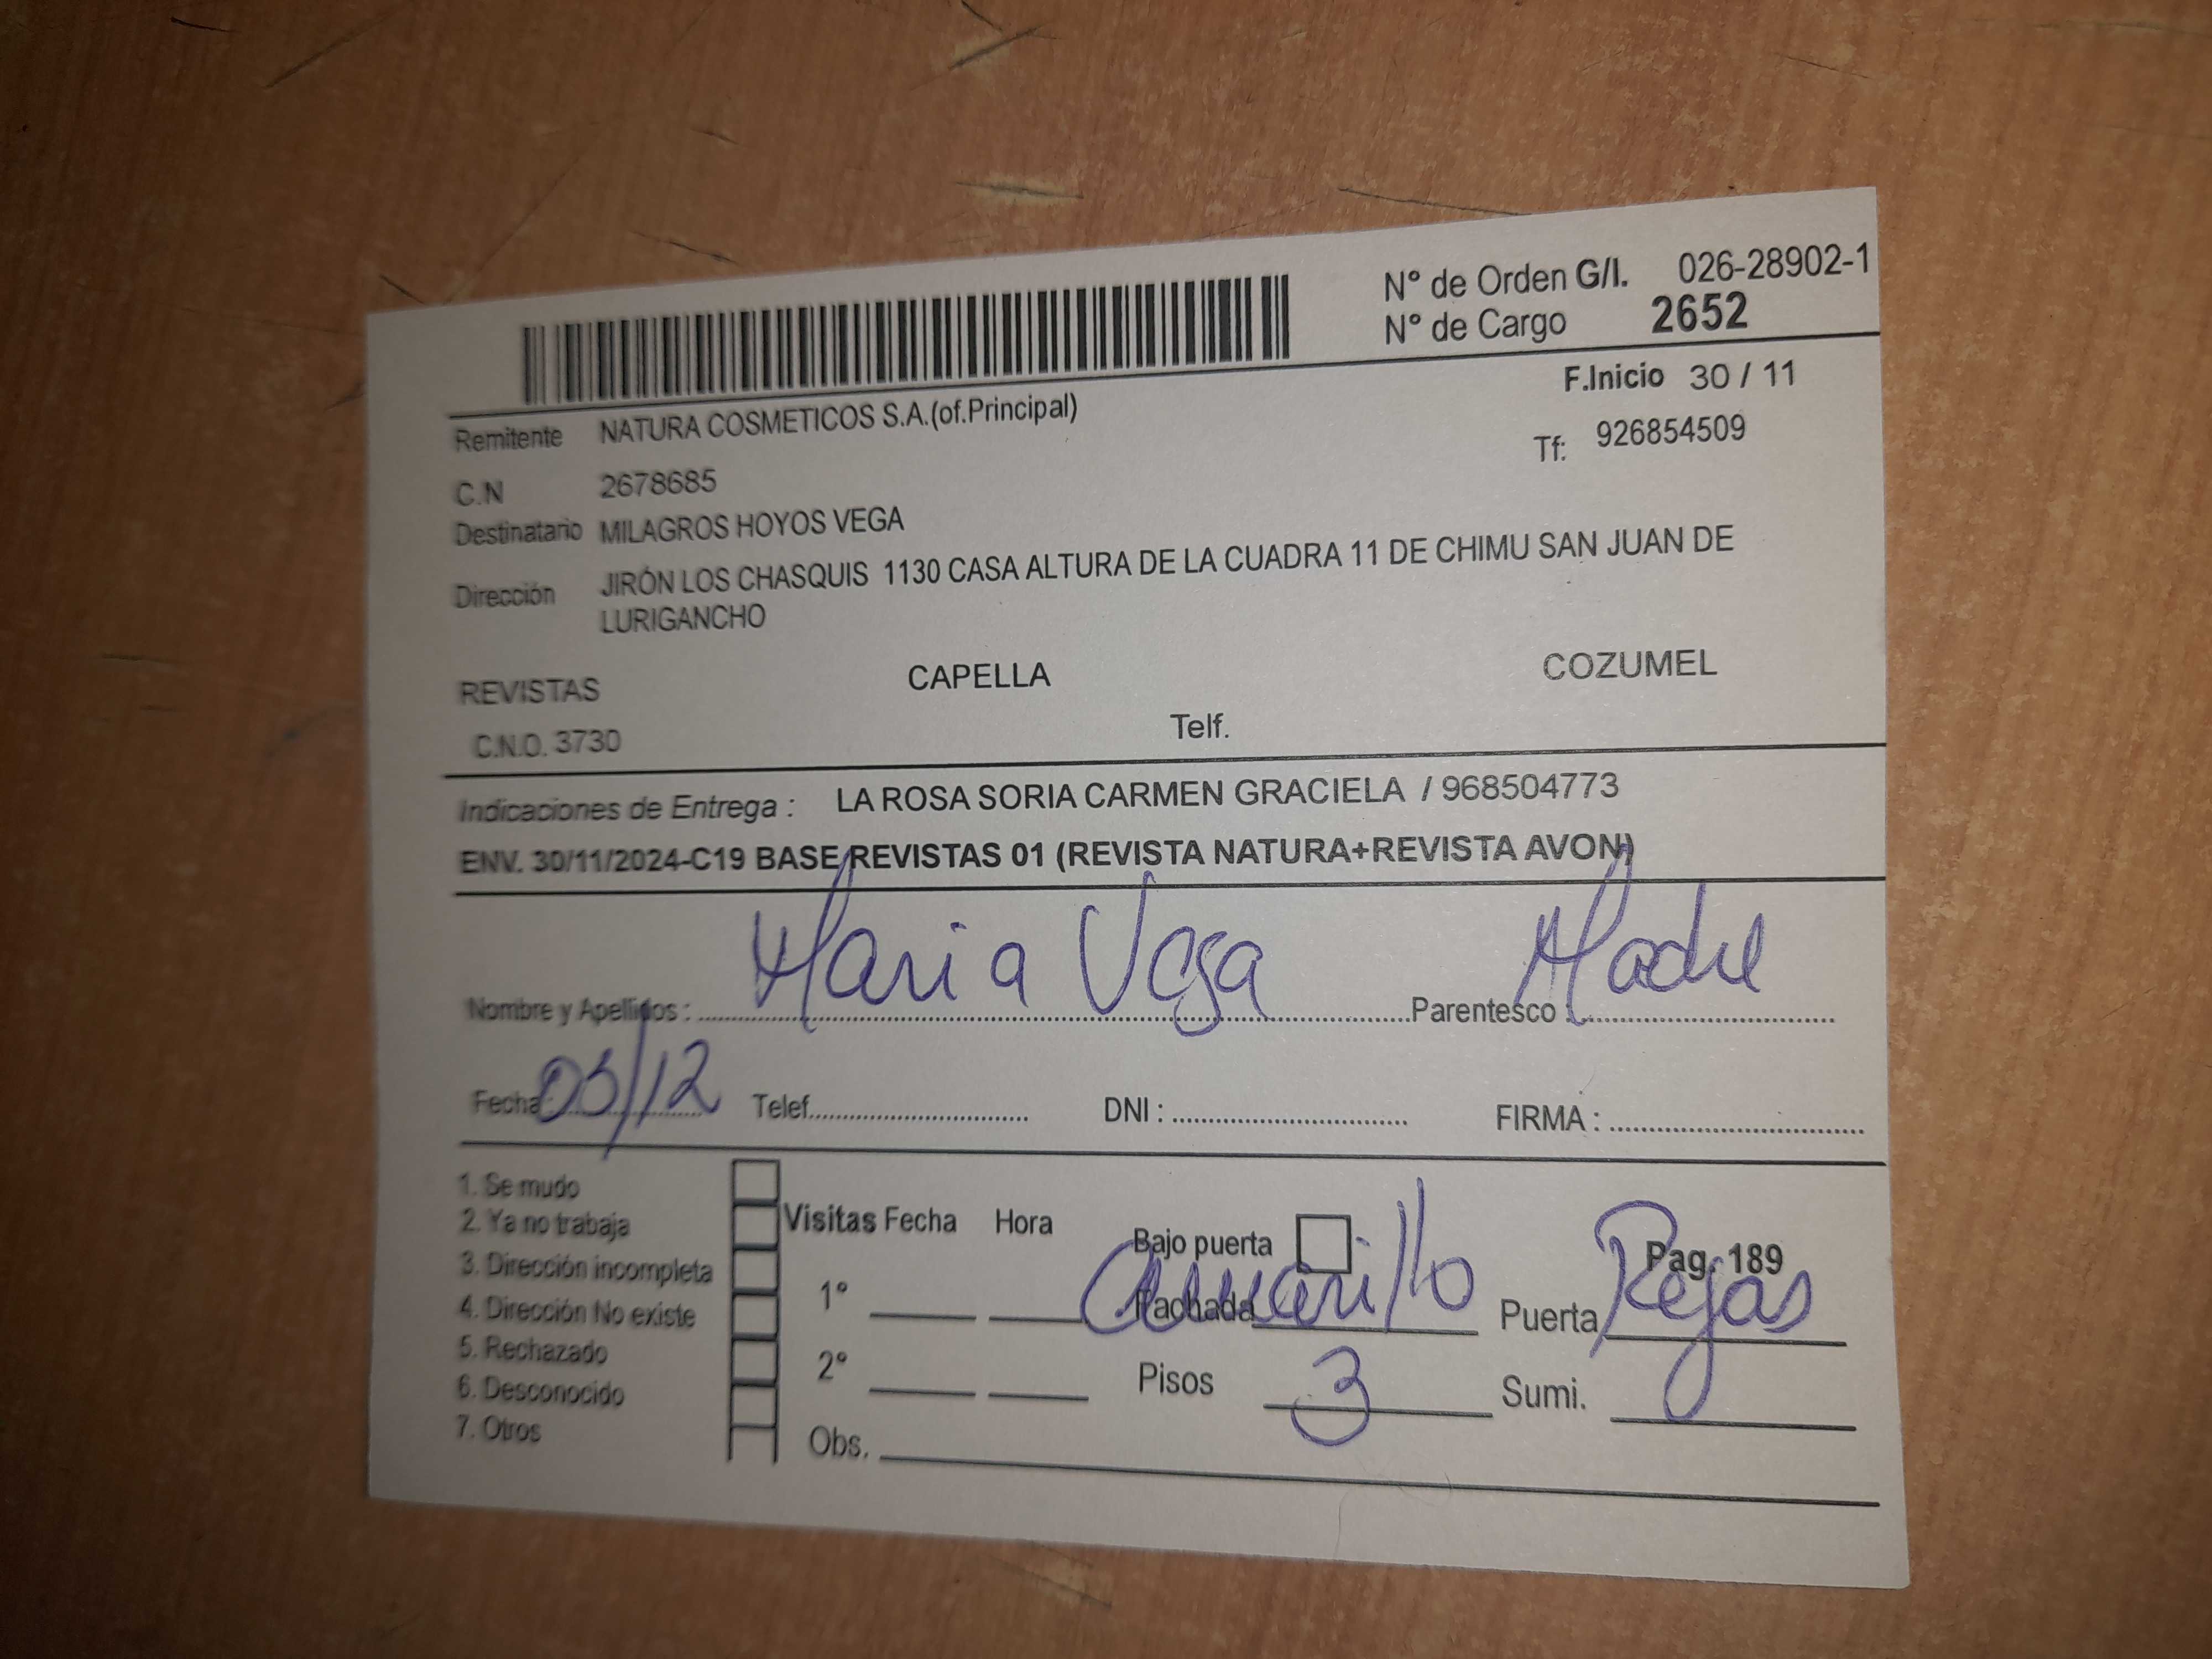 N° de Orden G/I. 026-28902-1
N° de Cargo 2652
F.Inicio 30 / 11
Remitente NATURA COSMETICOS S.A.(of.Principal)
Tf: 926854509
C.N 2678685
Destinatario MILAGROS HOYOS VEGA
Dirección JIRÓN LOS CHASQUIS 1130 CASA ALTURA DE LA CUADRA 11 DE CHIMU SAN JUAN DE
LURIGANCHO
REVISTAS CAPELLA COZUMEL
C.N.O. 3730 Telf.
Indicaciones de Entrega : LA ROSA SORIA CARMEN GRACIELA / 968504773
ENV. 30/11/2024-C19 BASE REVISTAS 01 (REVISTA NATURA+REVISTA AVON)
Nombre y Apellidos : Maria Vega Parentesco : Madre
Fecha 03/12 Telef. DNI : FIRMA :
1. Se mudo
2. Ya no trabaja
3. Dirección incompleta
4. Dirección No existe
5. Rechazado
6. Desconocido
7. Otros
Visitas Fecha Hora
1°
2°
Obs.
Bajo puerta Pag. 189
Fachada Amarillo Puerta Rejas
Pisos 3 Sumi.